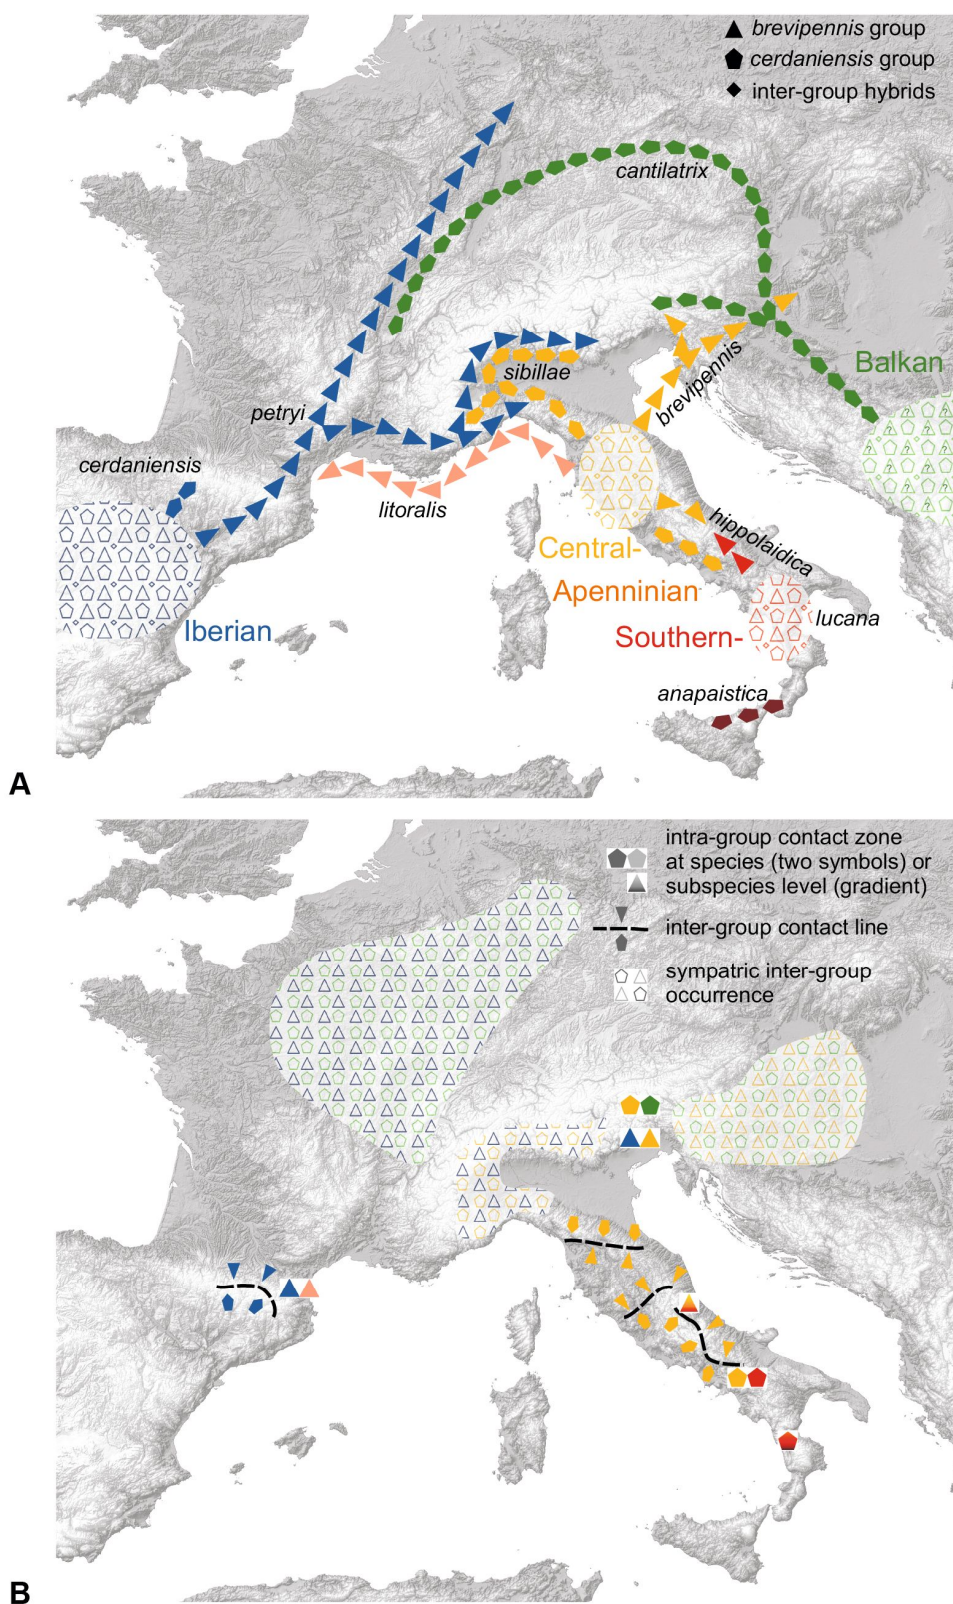 brevipennis group
cerdaniensis group
inter-group hybrids
cantilatrix
Balkan
sibillae
brevipennis
petryi
cerdaniensis
litoralis
hippolaidica
Central-
Apenninian
Iberian
Southern-
lucana
anapaistica
A
intra-group contact zone
at species (two symbols) or
subspecies level (gradient)
inter-group contact line
sympatric inter-group
occurrence
B